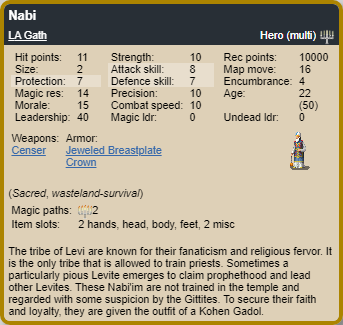 Nabi
LA Gath Hero (multi)
Hit points: 11 Strength: 10 Rec points: 10000
Size: 2 Attack skill: 8 Map move: 16
Protection: 7 Defence skill: 7 Encumbrance: 4
Magic res: 14 Precision: 10 Age: 22
Morale: 15 Combat speed: 10 (50)
Leadership: 40 Magic ldr: 0 Undead ldr: 0
Weapons: Armor:
Censer Jeweled Breastplate
Crown
(Sacred, wasteland-survival)
Magic paths: 2
Item slots: 2 hands, head, body, feet, 2 misc
The tribe of Levi are known for their fanaticism and religious fervor. It
is the only tribe that is allowed to train priests. Sometimes a
particularly pious Levite emerges to claim prophethood and lead
other Levites. These Nabi'im are not trained in the temple and
regarded with some suspicion by the Gittites. To secure their faith
and loyalty, they are given the outfit of a Kohen Gadol.